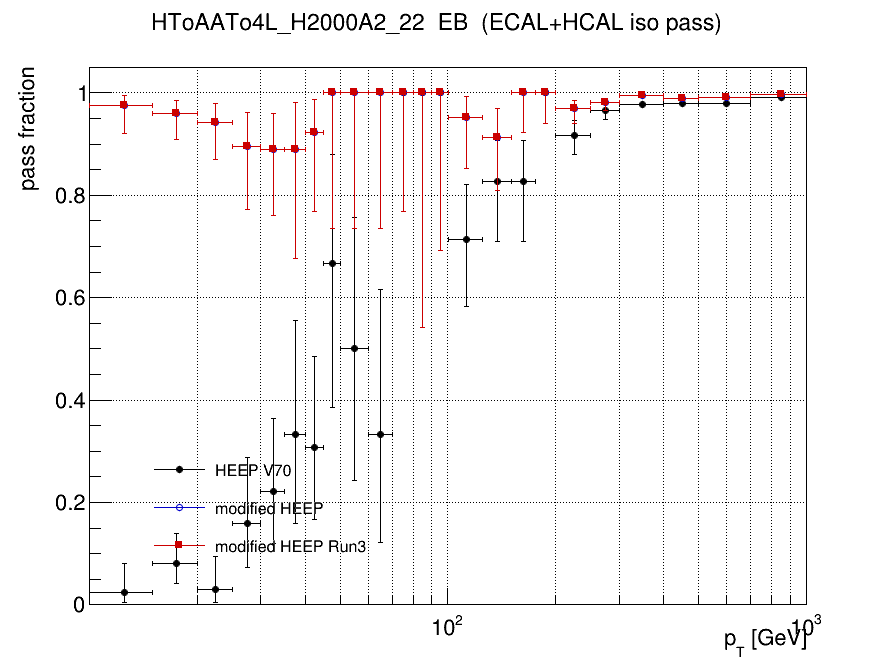 HToAATo4L_H2000A2_22 EB (ECAL+HCAL iso pass)
pass fraction
1
0.8
0.6
0.4
0.2
0
HEEP V70
modified HEEP
modified HEEP Run3
10²
10³
p_T [GeV]